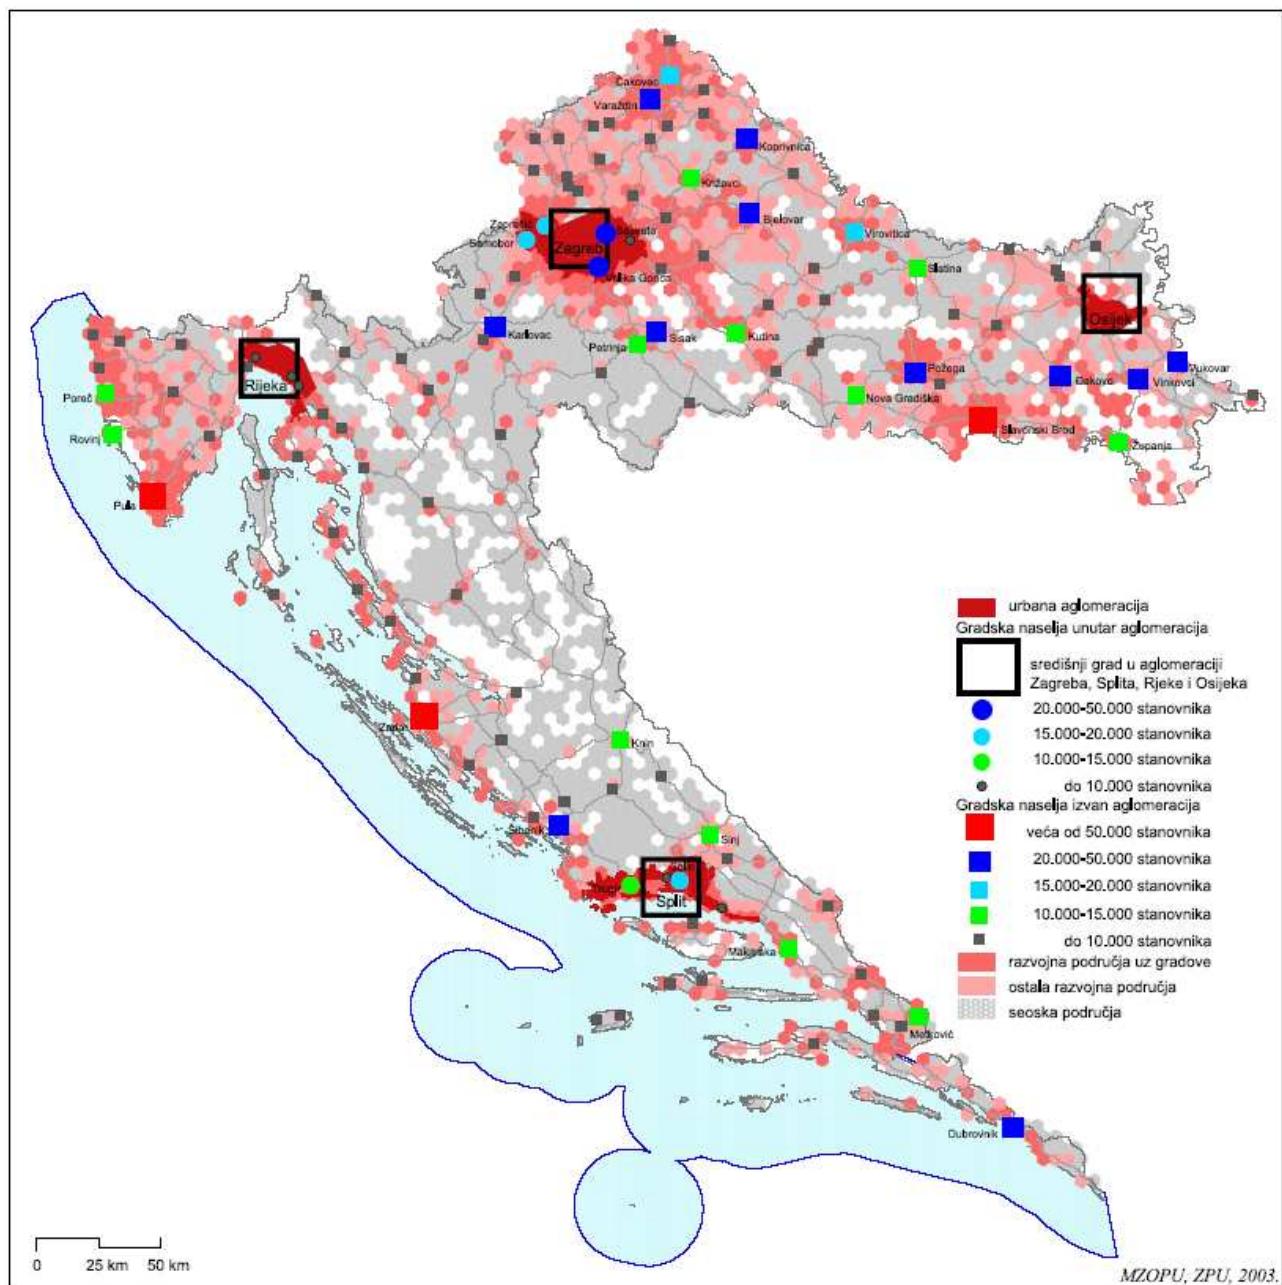 Čakovec
Varaždin
Koprivnica
Križevci
Bjelovar
Virovitica
Zaprešić
Samobor
Zagreb
Sesvete
Velika Gorica
Slatina
Osijek
Karlovac
Petrinja
Sisak
Kutina
Rijeka
Požega
Đakovo
Vinkovci
Vukovar
Poreč
Nova Gradiška
Slavonski Brod
Županja
Rovinj
Pula
Zadar
Knin
Šibenik
Sinj
Split
Makarska
Metković
Dubrovnik
urbana aglomeracija
Gradska naselja unutar aglomeracija
središnji grad u aglomeraciji
Zagreba, Splita, Rjeke i Osijeka
20.000-50.000 stanovnika
15.000-20.000 stanovnika
10.000-15.000 stanovnika
do 10.000 stanovnika
Gradska naselja izvan aglomeracija
veća od 50.000 stanovnika
20.000-50.000 stanovnika
15.000-20.000 stanovnika
10.000-15.000 stanovnika
do 10.000 stanovnika
razvojna područja uz gradove
ostala razvojna područja
seoska područja
0 25 km 50 km
MZOPU, ZPU, 2003.